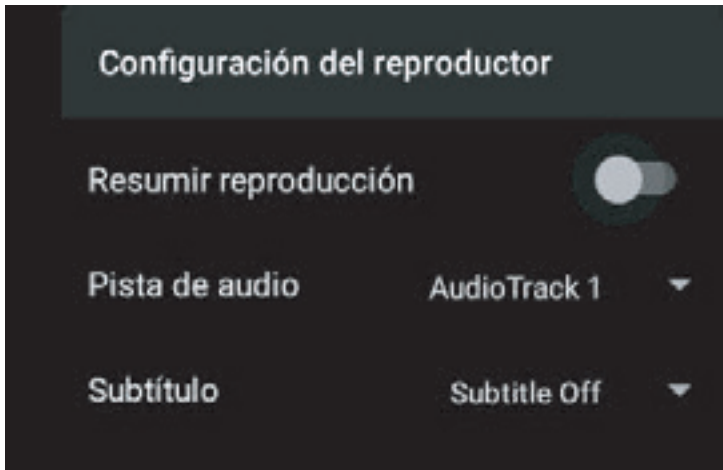 Configuración del reproductor
Resumir reproducción
Pista de audio AudioTrack 1
Subtítulo Subtitle Off